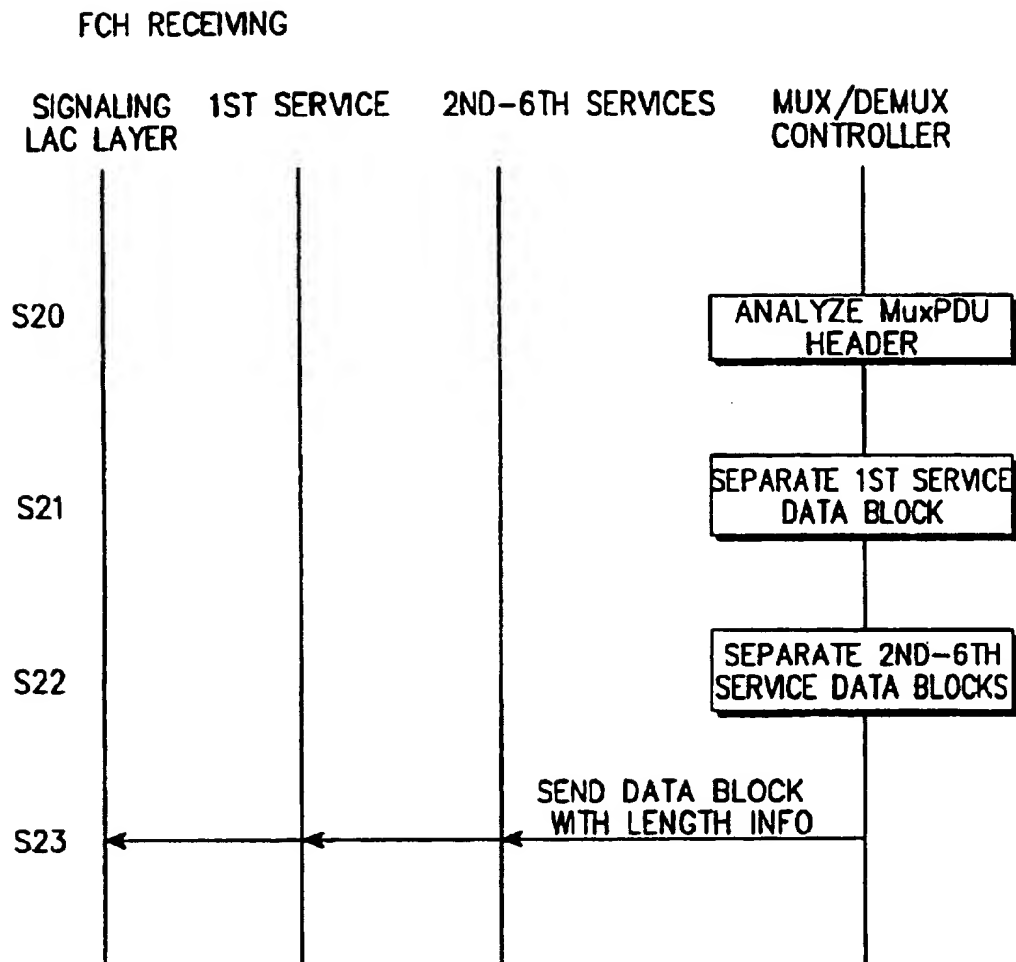 FCH RECEIVING
SIGNALING
LAC LAYER
1ST SERVICE
2ND-6TH SERVICES
MUX/DEMUX
CONTROLLER
S20
ANALYZE MuxPDU
HEADER
S21
SEPARATE 1ST SERVICE
DATA BLOCK
S22
SEPARATE 2ND-6TH
SERVICE DATA BLOCKS
S23
SEND DATA BLOCK
WITH LENGTH INFO